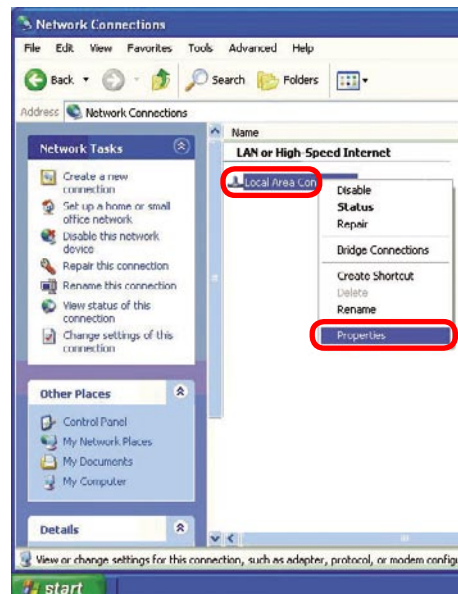 Network Connections
File Edit View Favorites Tools Advanced Help
Back Search Folders
Address Network Connections
Network Tasks
Create a new
connection
Set up a home or small
office network
Disable this network
device
Repair this connection
Rename this connection
View status of this
connection
Change settings of this
connection
Other Places
Control Panel
My Network Places
My Documents
My Computer
Details
Name
LAN or High-Speed Internet
Local Area Con
Disable
Status
Repair
Bridge Connections
Create Shortcut
Delete
Rename
Properties
View or change settings for this connection, such as adapter, protocol, or modem configu
start